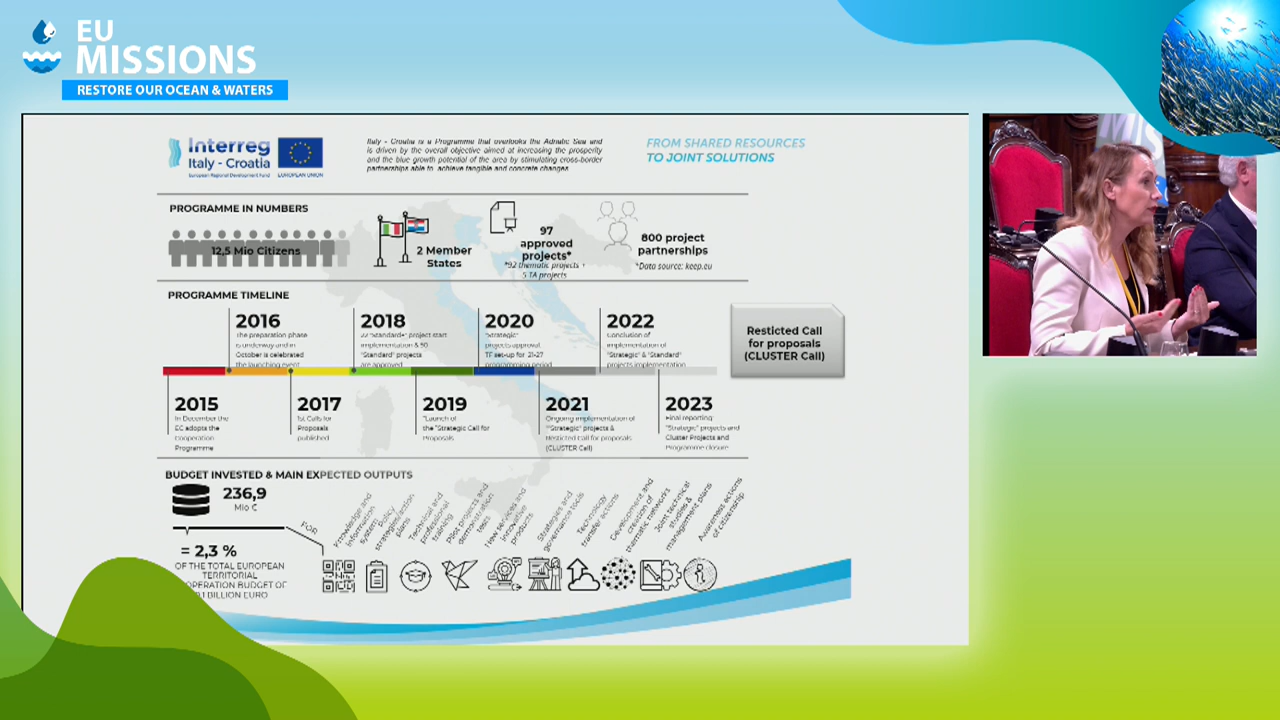 EU
MISSIONS
RESTORE OUR OCEAN & WATERS
Interreg
Italy - Croatia
European Regional Development Fund
EUROPEAN UNION
Italy - Croatia is a Programme that overlooks the Adriatic Sea and
is driven by the overall objective aimed at increasing the prosperity
and the blue growth potential of the area by stimulating cross-border
partnerships able to achieve tangible and concrete changes
FROM SHARED RESOURCES
TO JOINT SOLUTIONS
PROGRAMME IN NUMBERS
12,5 Mio Citizens
2 Member
States
97
approved
projects*
*92 thematic projects +
5 TA projects
800 project
partnerships
*Data source: keep.eu
PROGRAMME TIMELINE
2016
The preparation phase
is underway and in
October is celebrated
the launching event
2018
"Standard+" project start
implementation & 50
"Standard" projects
are approved
2020
"Strategic"
projects approval
TF set-up for 21-27
programming period
2022
Conclusion of
implementation of
"Strategic" & "Standard"
projects implementation
Resticted Call
for proposals
(CLUSTER Call)
2015
In December the
EC adopts the
Cooperation
Programme
2017
1st Calls for
Proposals
published
2019
"Launch of
the "Strategic Call for
Proposals
2021
Ongoing implementation of
"Strategic" projects &
Resticted Call for proposals
(CLUSTER Call)
2023
Final reporting
"Strategic" projects and
Cluster Projects and
Programme closure
BUDGET INVESTED & MAIN EXPECTED OUTPUTS
236,9
Mio €
FOR
Knowledge and
information
system
Policy
strategies/action
plans
Technical and
professional
training
Pilot projects and
demonstration
tests
New services and
innovative
products
Strategies and
governance tools
Technology
transfer actions
Development and
creation of
thematic networks
Joint technical
studies &
management plans
Awareness actions
of citizenship
= 2,3 %
OF THE TOTAL EUROPEAN
TERRITORIAL
OPERATION BUDGET OF
BILLION EURO